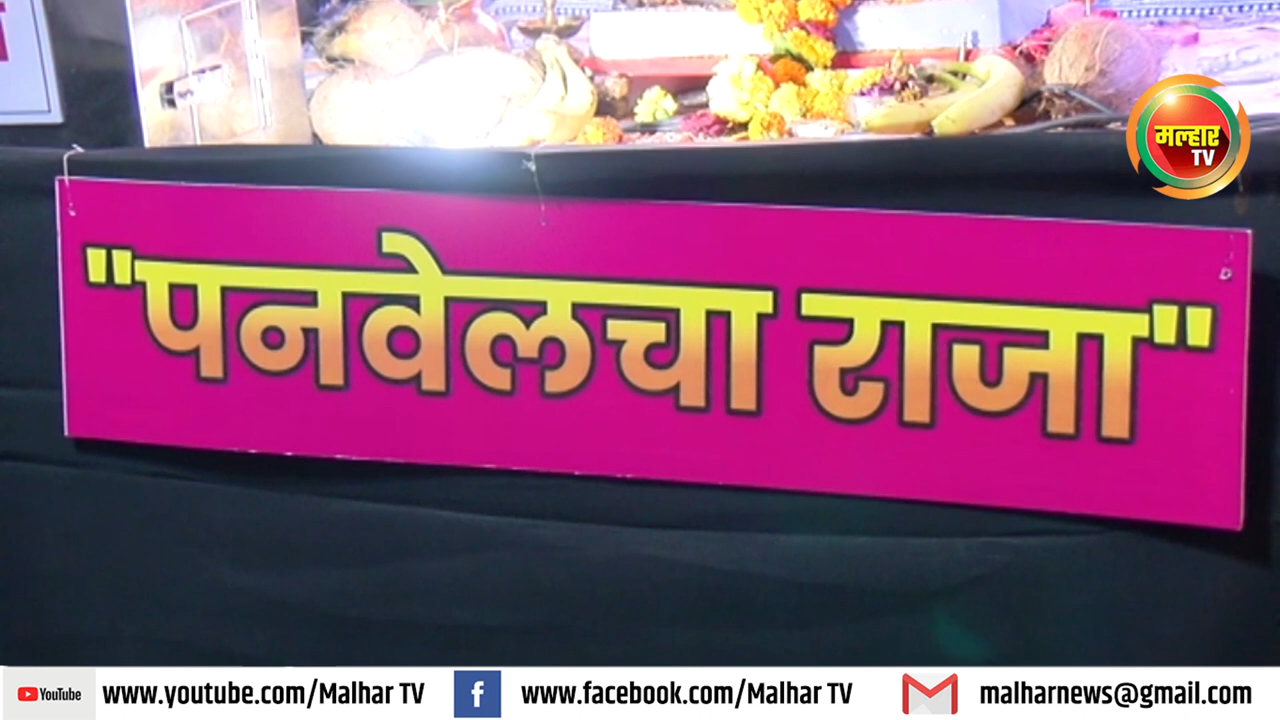 मल्हार
TV
"पनवेलचा राजा"
YouTube www.youtube.com/Malhar TV f www.facebook.com/Malhar TV malharnews@gmail.com